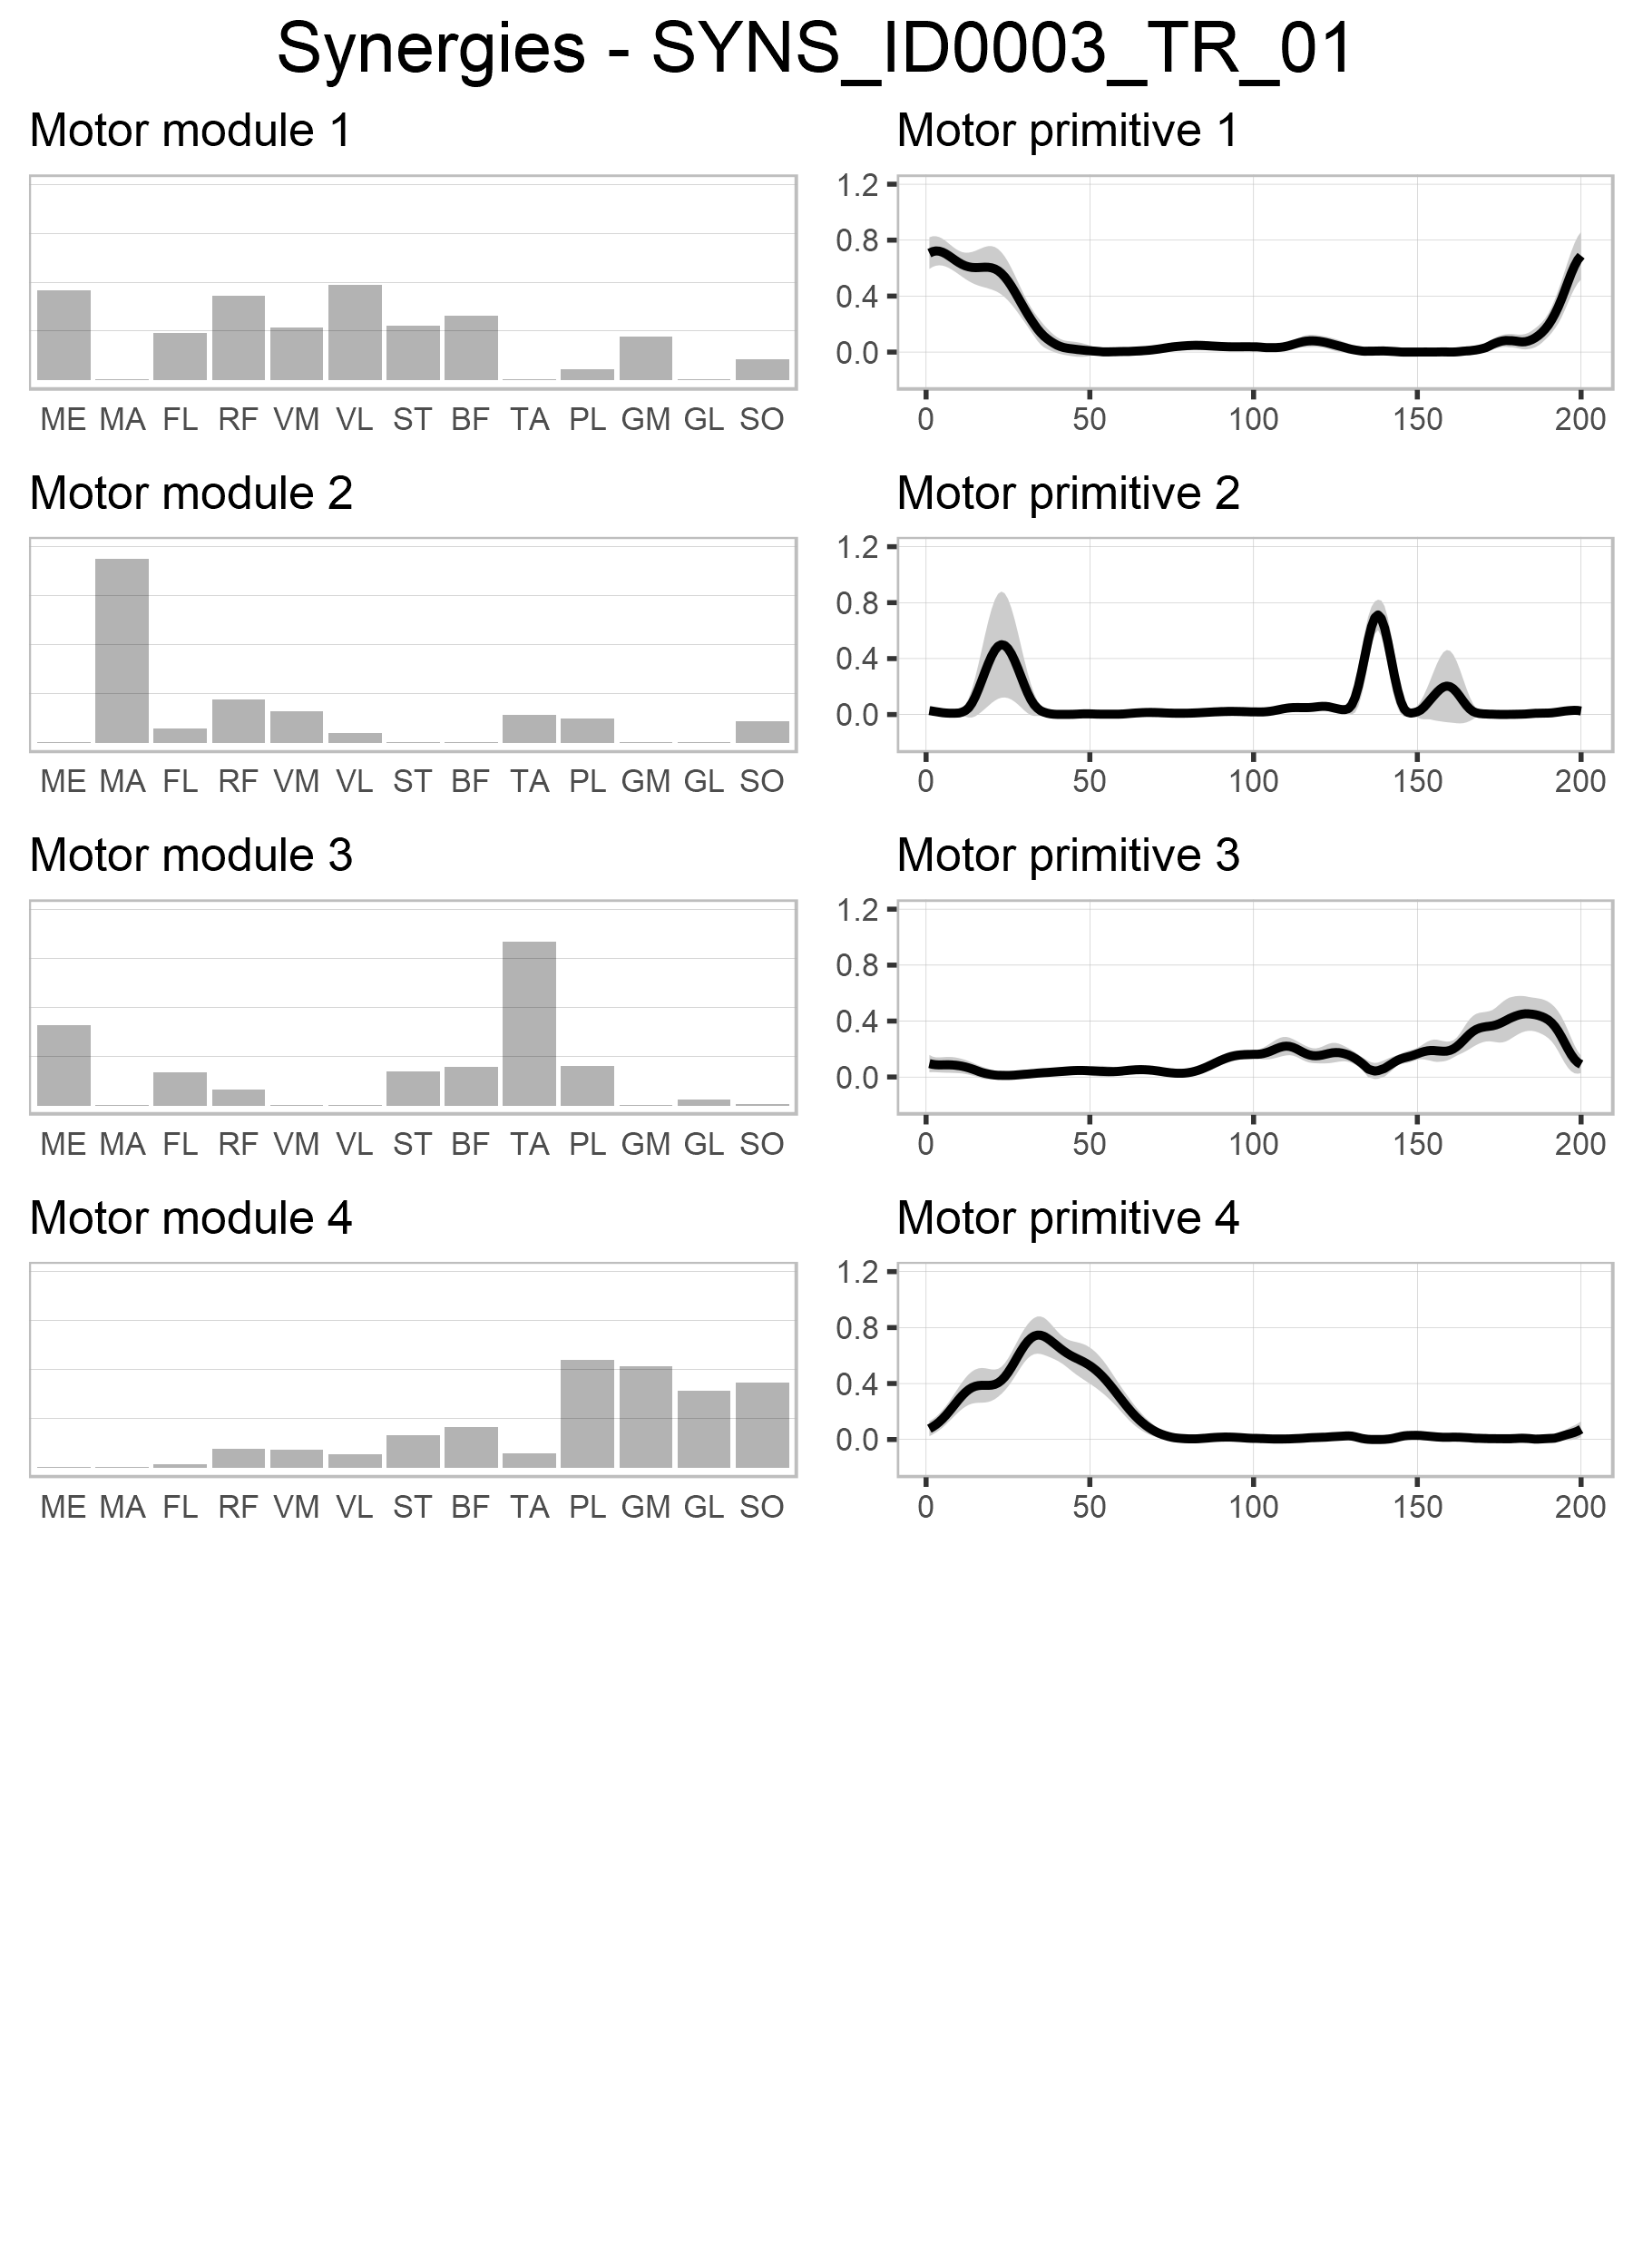 Synergies - SYNS_ID0003_TR_01
Motor module 1
Motor primitive 1
1.2
0.8
0.4
0.0
ME MA FL RF VM VL ST BF TA PL GM GL SO
0 50 100 150 200
Motor module 2
Motor primitive 2
1.2
0.8
0.4
0.0
ME MA FL RF VM VL ST BF TA PL GM GL SO
0 50 100 150 200
Motor module 3
Motor primitive 3
1.2
0.8
0.4
0.0
ME MA FL RF VM VL ST BF TA PL GM GL SO
0 50 100 150 200
Motor module 4
Motor primitive 4
1.2
0.8
0.4
0.0
ME MA FL RF VM VL ST BF TA PL GM GL SO
0 50 100 150 200